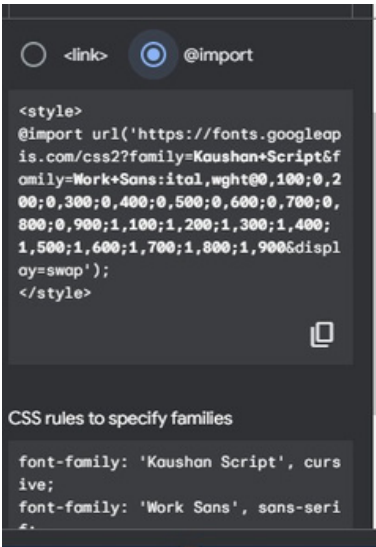 <link> @import
<style>
@import url('https://fonts.googleap
is.com/css2?family=Kaushan+Script&f
amily=Work+Sans:ital,wght@0,100;0,2
00;0,300;0,400;0,500;0,600;0,700;0,
800;0,900;1,100;1,200;1,300;1,400;
1,500;1,600;1,700;1,800;1,900&displ
ay=swap');
</style>
CSS rules to specify families
font-family: 'Kaushan Script', curs
ive;
font-family: 'Work Sans', sans-seri